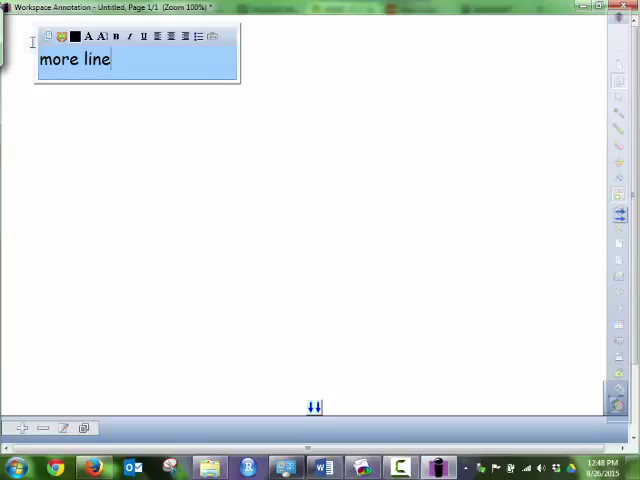 Workspace Annotation - Untitled, Page 1/1 (Zoom 100%) *
A A B I U
more line
12:48 PM
8/26/2015